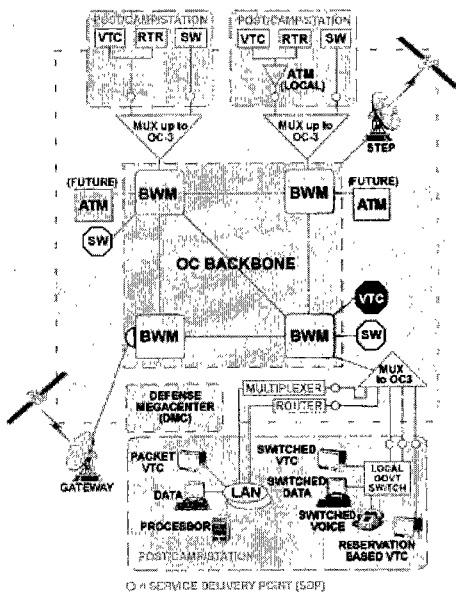 POST/CAMP/STATION
VTC RTR SW
POST/CAMP/STATION
VTC RTR SW
ATM
(LOCAL)
MUX up to
OC-3
MUX up to
OC-3
STEP
(FUTURE)
ATM
BWM
BWM
(FUTURE)
ATM
SW
OC BACKBONE
VTC
BWM
BWM
SW
MUX
to OC3
MULTIPLEXER
ROUTER
DEFENSE
MEGACENTER
(DMC)
GATEWAY
PACKET
VTC
DATA
LAN
PROCESSOR
SWITCHED
VTC
SWITCHED
DATA
SWITCHED
VOICE
LOCAL
GOVT
SWITCH
RESERVATION
BASED VTC
POST/CAMP/STATION
= SERVICE DELIVERY POINT (SDP)